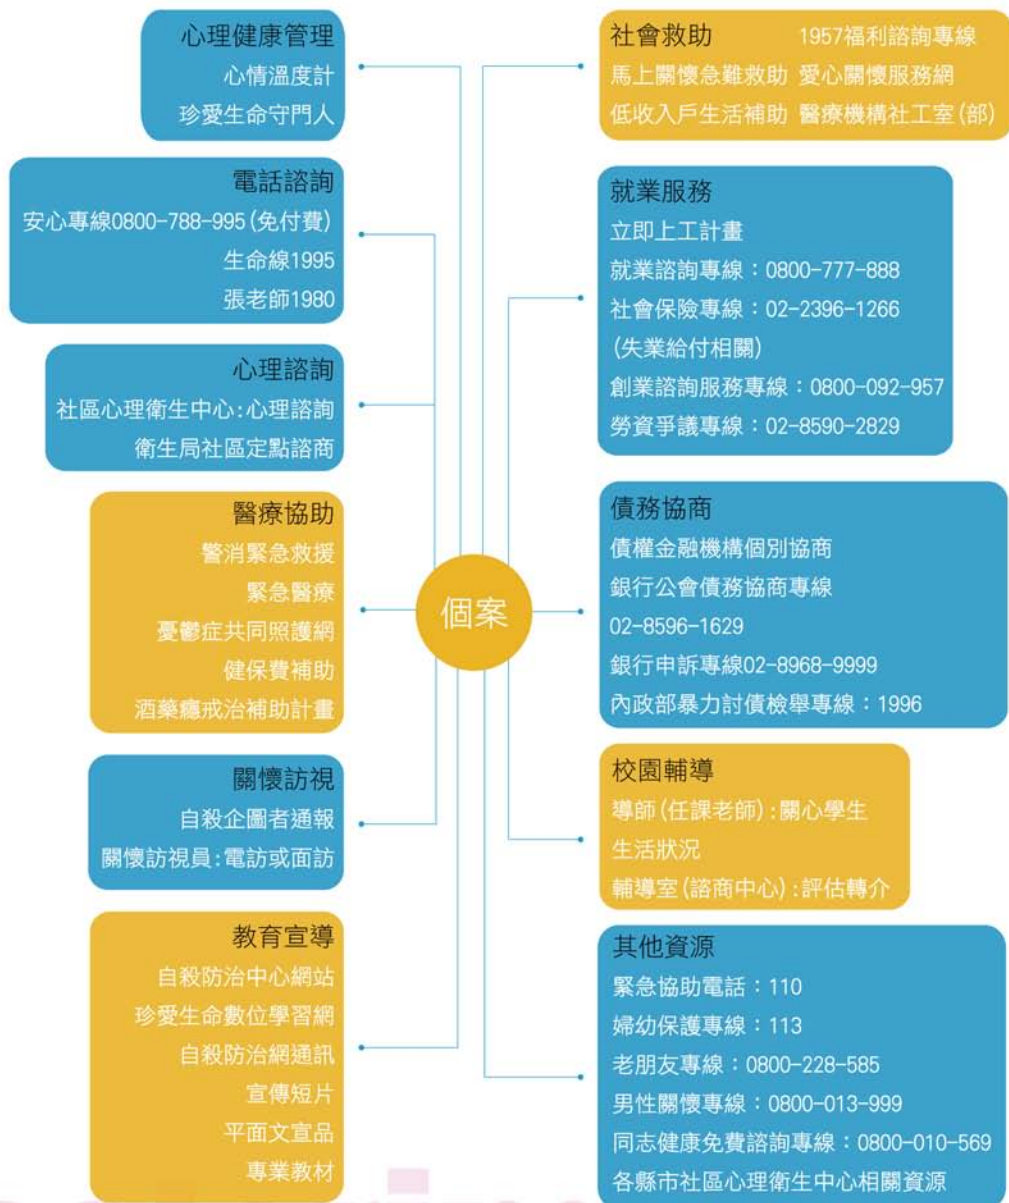 心理健康管理
心情溫度計
珍愛生命守門人
電話諮詢
安心專線0800-788-995(免付費)
生命線1995
張老師1980
心理諮詢
社區心理衛生中心:心理諮詢
衛生局社區定點諮商
醫療協助
警消緊急救援
緊急醫療
憂鬱症共同照護網
健保費補助
酒藥癮戒治補助計畫
關懷訪視
自殺企圖者通報
關懷訪視員:電訪或面訪
教育宣導
自殺防治中心網站
珍愛生命數位學習網
自殺防治網通訊
宣傳短片
平面文宣品
專業教材
個案
社會救助 1957福利諮詢專線
馬上關懷急難救助 愛心關懷服務網
低收入戶生活補助 醫療機構社工室(部)
就業服務
立即上工計畫
就業諮詢專線：0800-777-888
社會保險專線：02-2396-1266
(失業給付相關)
創業諮詢服務專線：0800-092-957
勞資爭議專線：02-8590-2829
債務協商
債權金融機構個別協商
銀行公會債務協商專線
02-8596-1629
銀行申訴專線02-8968-9999
內政部暴力討債檢舉專線：1996
校園輔導
導師(任課老師):關心學生
生活狀況
輔導室(諮商中心):評估轉介
其他資源
緊急協助電話：110
婦幼保護專線：113
老朋友專線：0800-228-585
男性關懷專線：0800-013-999
同志健康免費諮詢專線：0800-010-569
各縣市社區心理衛生中心相關資源